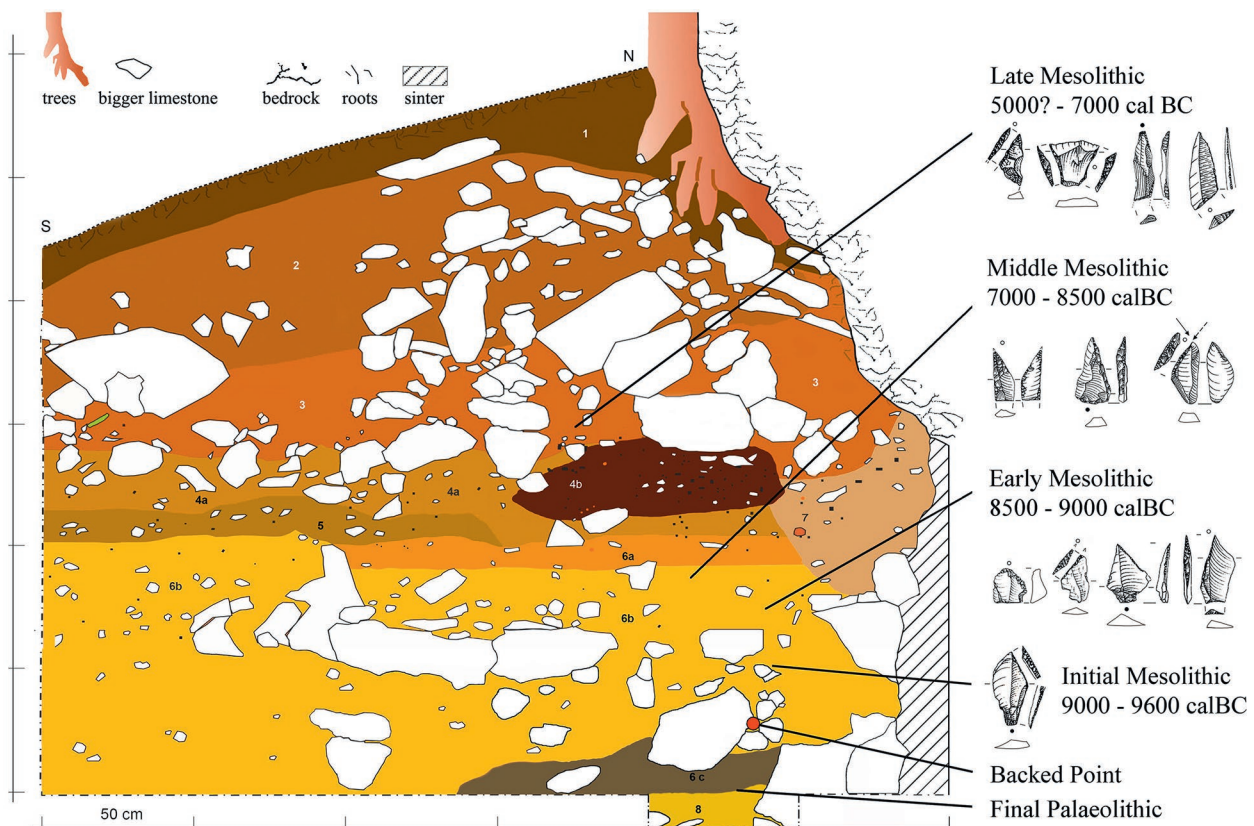 trees
bigger limestone
bedrock
roots
sinter
N
S
1
2
3
3
4a
4a
4b
5
6a
6b
6b
6 c
7
8
50 cm
Late Mesolithic
5000? - 7000 cal BC
Middle Mesolithic
7000 - 8500 calBC
Early Mesolithic
8500 - 9000 calBC
Initial Mesolithic
9000 - 9600 calBC
Backed Point
Final Palaeolithic